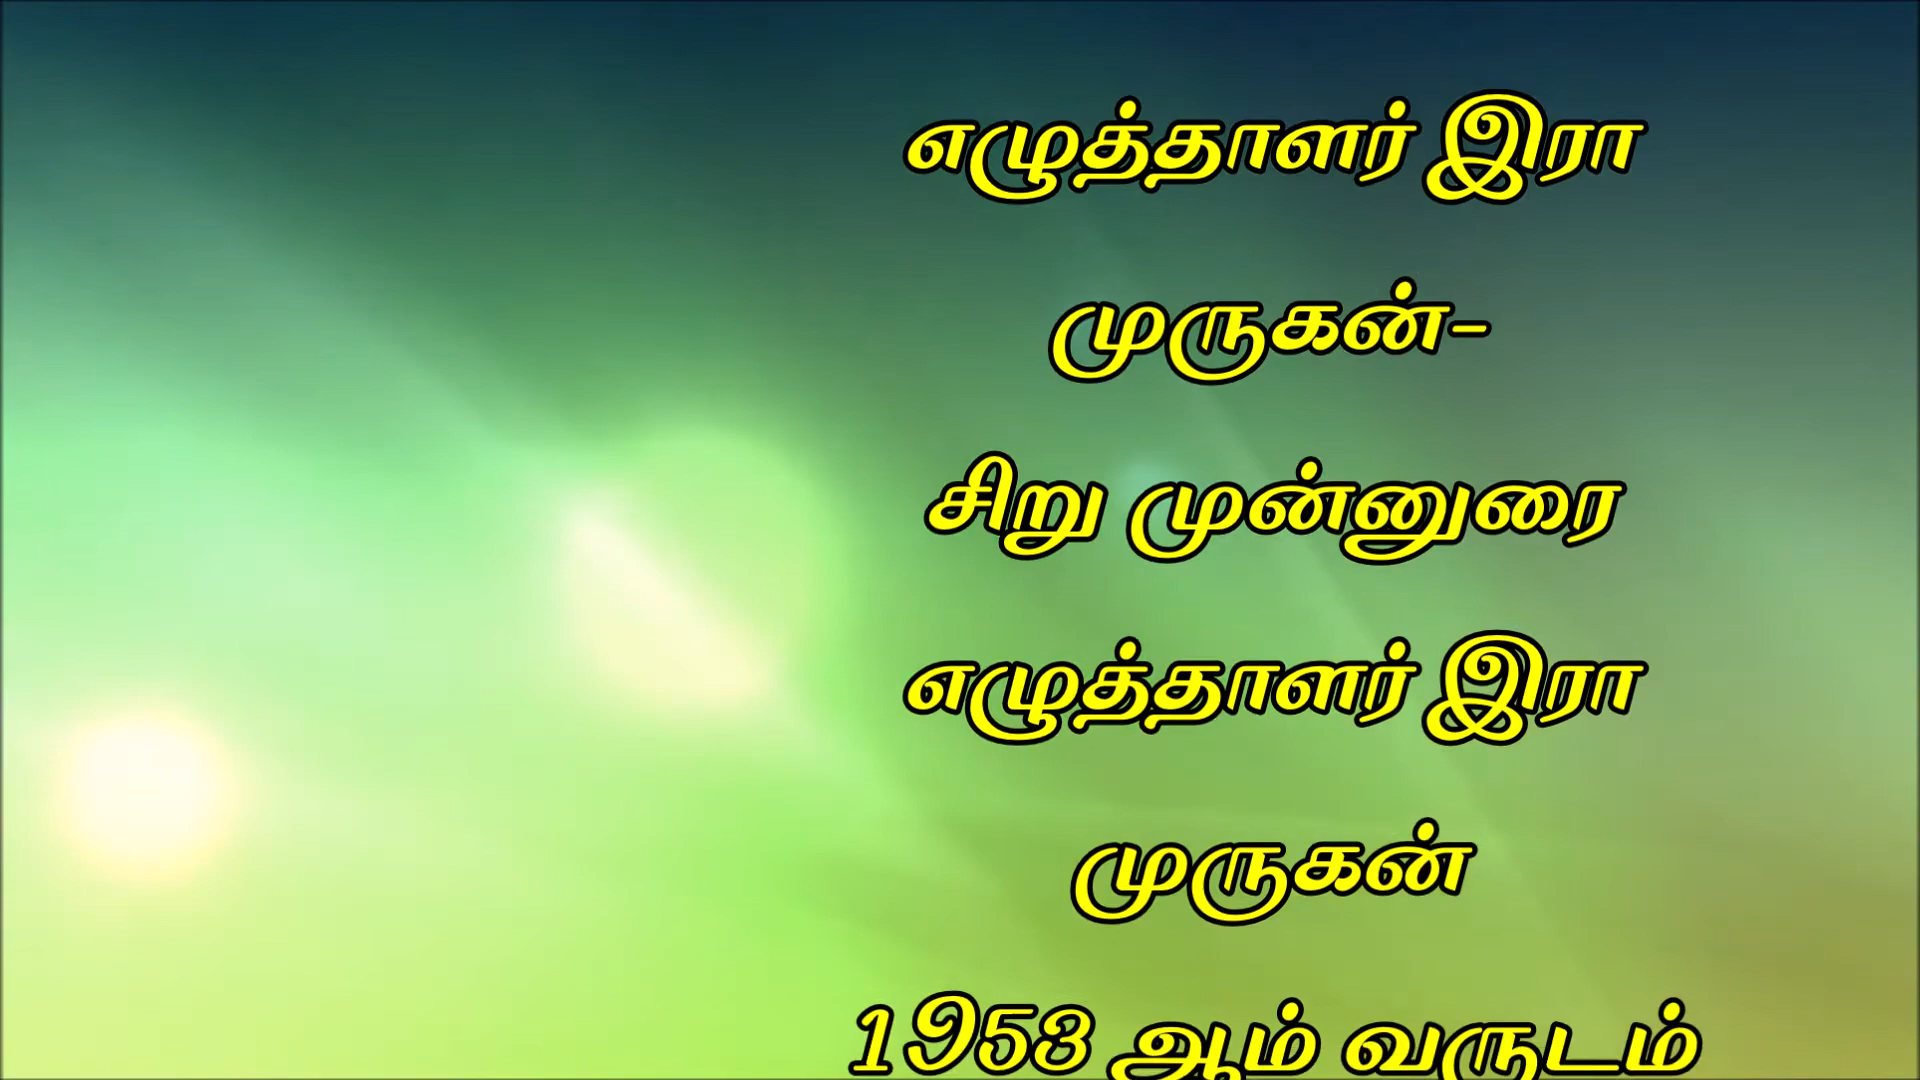 எழுத்தாளர் இரா
முருகன்-
சிறு முன்னுரை
எழுத்தாளர் இரா
முருகன்
1953 ஆம் வருடம்